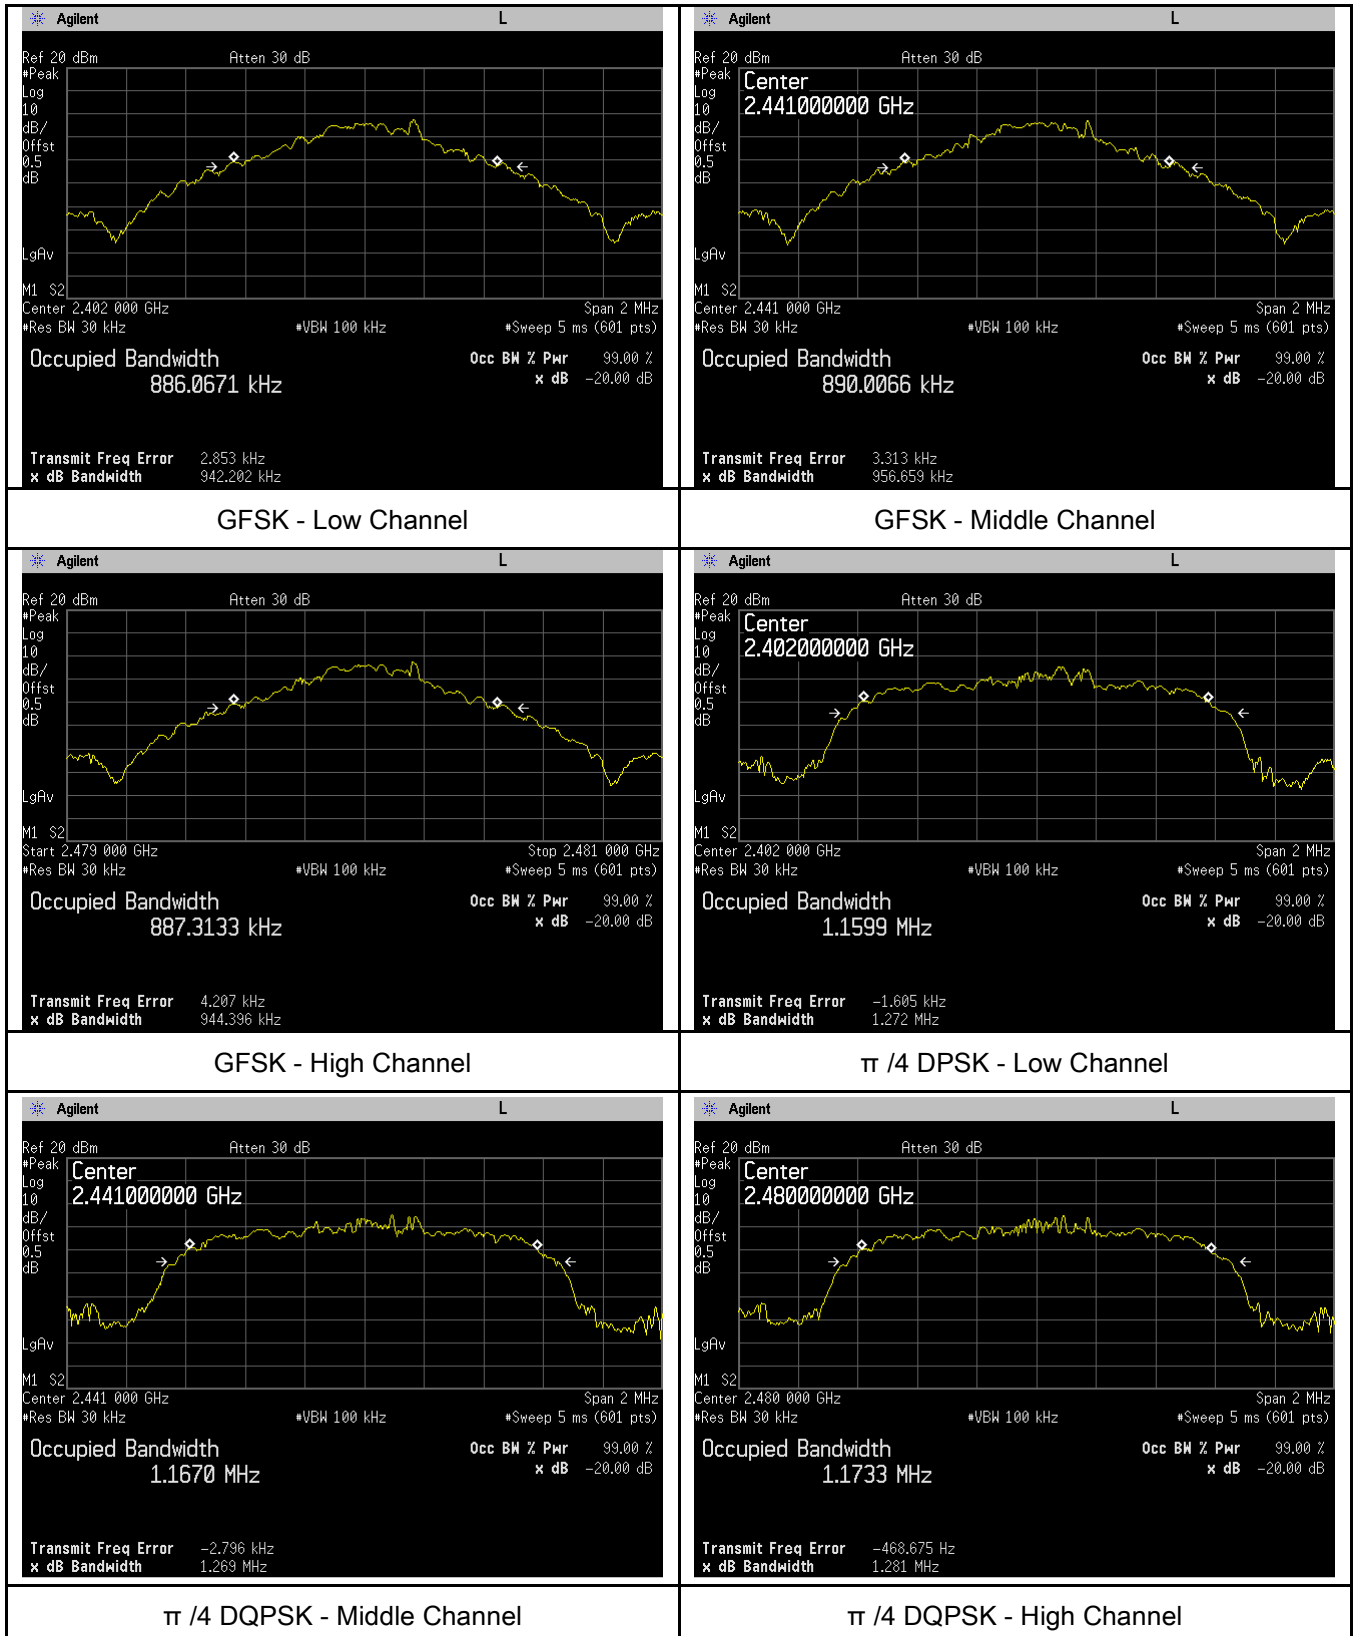 Agilent L
Ref 20 dBm Atten 30 dB
#Peak
Log
10
dB/
Offst
0.5
dB
LgAv
M1 S2
Center 2.402 000 GHz Span 2 MHz
#Res BW 30 kHz #VBW 100 kHz #Sweep 5 ms (601 pts)
Occupied Bandwidth Occ BW % Pwr 99.00 %
886.0671 kHz x dB -20.00 dB
Transmit Freq Error 2.853 kHz
x dB Bandwidth 942.202 kHz
GFSK - Low Channel
Agilent L
Ref 20 dBm Atten 30 dB
#Peak
Log
10
dB/
Offst
0.5
dB
Center
2.441000000 GHz
LgAv
M1 S2
Center 2.441 000 GHz Span 2 MHz
#Res BW 30 kHz #VBW 100 kHz #Sweep 5 ms (601 pts)
Occupied Bandwidth Occ BW % Pwr 99.00 %
890.0066 kHz x dB -20.00 dB
Transmit Freq Error 3.313 kHz
x dB Bandwidth 956.659 kHz
GFSK - Middle Channel
Agilent L
Ref 20 dBm Atten 30 dB
#Peak
Log
10
dB/
Offst
0.5
dB
LgAv
M1 S2
Start 2.479 000 GHz Stop 2.481 000 GHz
#Res BW 30 kHz #VBW 100 kHz #Sweep 5 ms (601 pts)
Occupied Bandwidth Occ BW % Pwr 99.00 %
887.3133 kHz x dB -20.00 dB
Transmit Freq Error 4.207 kHz
x dB Bandwidth 944.396 kHz
GFSK - High Channel
Agilent L
Ref 20 dBm Atten 30 dB
#Peak
Log
10
dB/
Offst
0.5
dB
Center
2.402000000 GHz
LgAv
M1 S2
Center 2.402 000 GHz Span 2 MHz
#Res BW 30 kHz #VBW 100 kHz #Sweep 5 ms (601 pts)
Occupied Bandwidth Occ BW % Pwr 99.00 %
1.1599 MHz x dB -20.00 dB
Transmit Freq Error -1.605 kHz
x dB Bandwidth 1.272 MHz
π /4 DPSK - Low Channel
Agilent L
Ref 20 dBm Atten 30 dB
#Peak
Log
10
dB/
Offst
0.5
dB
Center
2.441000000 GHz
LgAv
M1 S2
Center 2.441 000 GHz Span 2 MHz
#Res BW 30 kHz #VBW 100 kHz #Sweep 5 ms (601 pts)
Occupied Bandwidth Occ BW % Pwr 99.00 %
1.1670 MHz x dB -20.00 dB
Transmit Freq Error -2.796 kHz
x dB Bandwidth 1.269 MHz
π /4 DQPSK - Middle Channel
Agilent L
Ref 20 dBm Atten 30 dB
#Peak
Log
10
dB/
Offst
0.5
dB
Center
2.480000000 GHz
LgAv
M1 S2
Center 2.480 000 GHz Span 2 MHz
#Res BW 30 kHz #VBW 100 kHz #Sweep 5 ms (601 pts)
Occupied Bandwidth Occ BW % Pwr 99.00 %
1.1733 MHz x dB -20.00 dB
Transmit Freq Error -468.675 Hz
x dB Bandwidth 1.281 MHz
π /4 DQPSK - High Channel